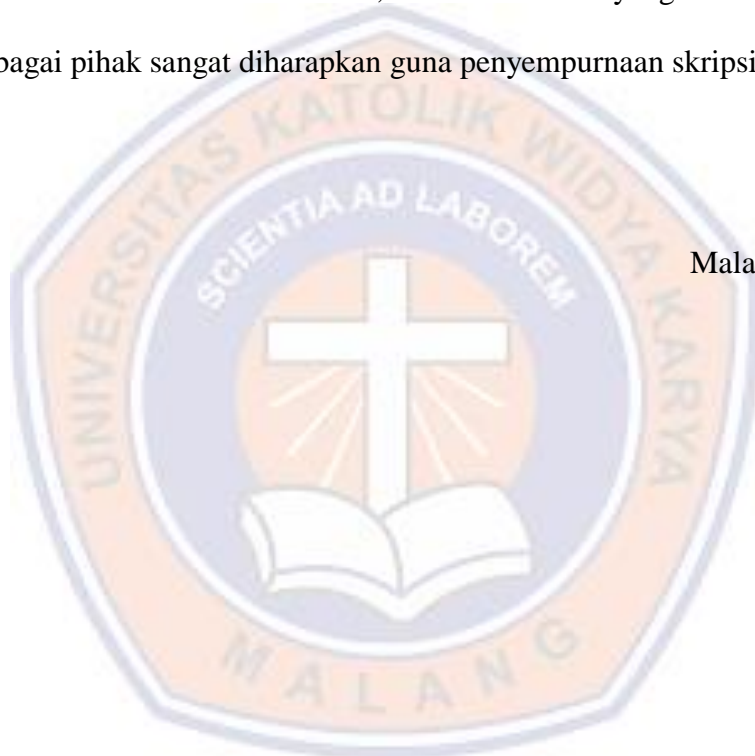 bagai pihak sangat diharapkan guna penyempurnaan skripsi
Mala
UNIVERSITAS KATOLIK WIDYA KARYA
SCIENTIA AD LABOREM
MALANG